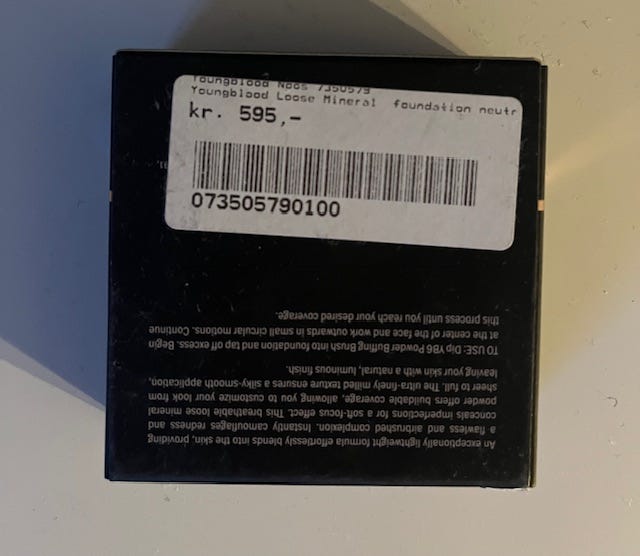 Youngblood Noos 7350579
Youngblood Loose Mineral foundation neutr
kr. 595,-
073505790100
An exceptionally lightweight formula effortlessly blends into the skin, providing
a flawless and airbrushed complexion. Instantly camouflages redness and
conceals imperfections for a soft-focus effect. This breathable loose mineral
powder offers buildable coverage, allowing you to customize your look from
sheer to full. The ultra-finely milled texture ensures a silky-smooth application,
leaving your skin with a natural, luminous finish.
TO USE: Dip YB6 Powder Buffing Brush into foundation and tap off excess. Begin
at the center of the face and work outwards in small circular motions. Continue
this process until you reach your desired coverage.